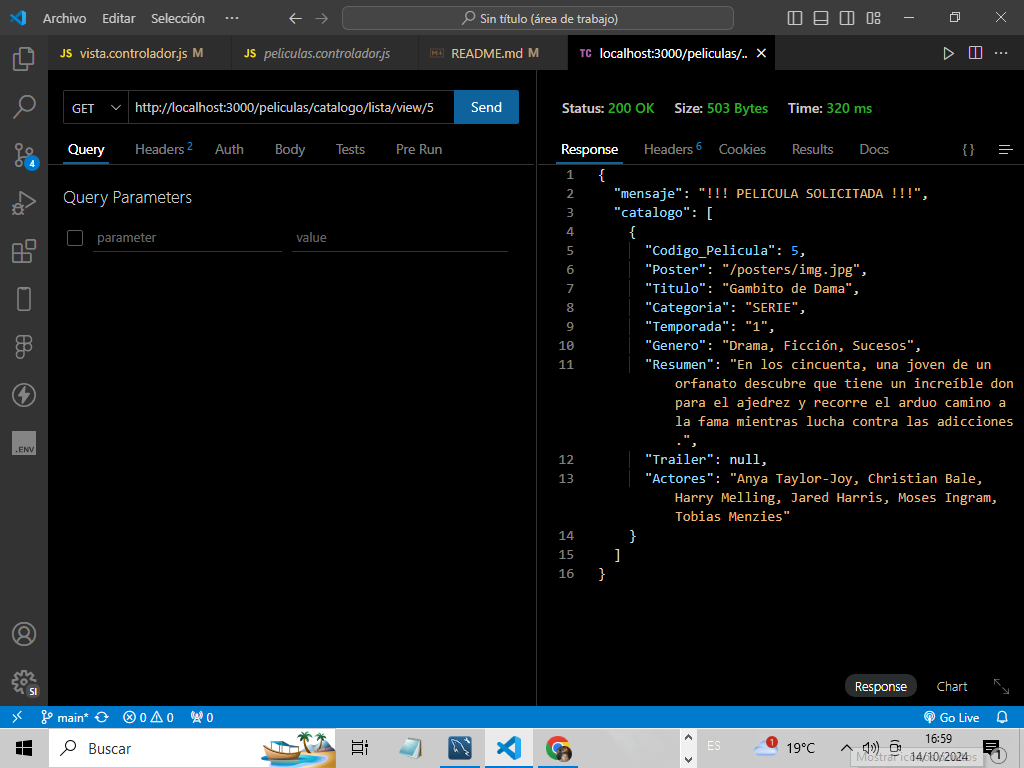 Archivo Editar Selección ··· Sin título (área de trabajo)
JS vista.controlador.js M JS peliculas.controlador.js README.md M TC localhost:3000/peliculas/..
GET http://localhost:3000/peliculas/catalogo/lista/view/5 Send
Status: 200 OK Size: 503 Bytes Time: 320 ms
Query Headers 2 Auth Body Tests Pre Run
Response Headers 6 Cookies Results Docs { }
Query Parameters
parameter value
1 {
2 "mensaje": "!!! PELICULA SOLICITADA !!!",
3 "catalogo": [
4 {
5 "Codigo_Pelicula": 5,
6 "Poster": "/posters/img.jpg",
7 "Titulo": "Gambito de Dama",
8 "Categoria": "SERIE",
9 "Temporada": "1",
10 "Genero": "Drama, Ficción, Sucesos",
11 "Resumen": "En los cincuenta, una joven de un
orfanato descubre que tiene un increíble don
para el ajedrez y recorre el arduo camino a
la fama mientras lucha contra las adicciones
.",
12 "Trailer": null,
13 "Actores": "Anya Taylor-Joy, Christian Bale,
Harry Melling, Jared Harris, Moses Ingram,
Tobias Menzies"
14 }
15 ]
16 }
4
.ENV
SI
Response Chart
main* 0 0 0 Go Live
Buscar ES 1 19°C 16:59
14/10/2024 1